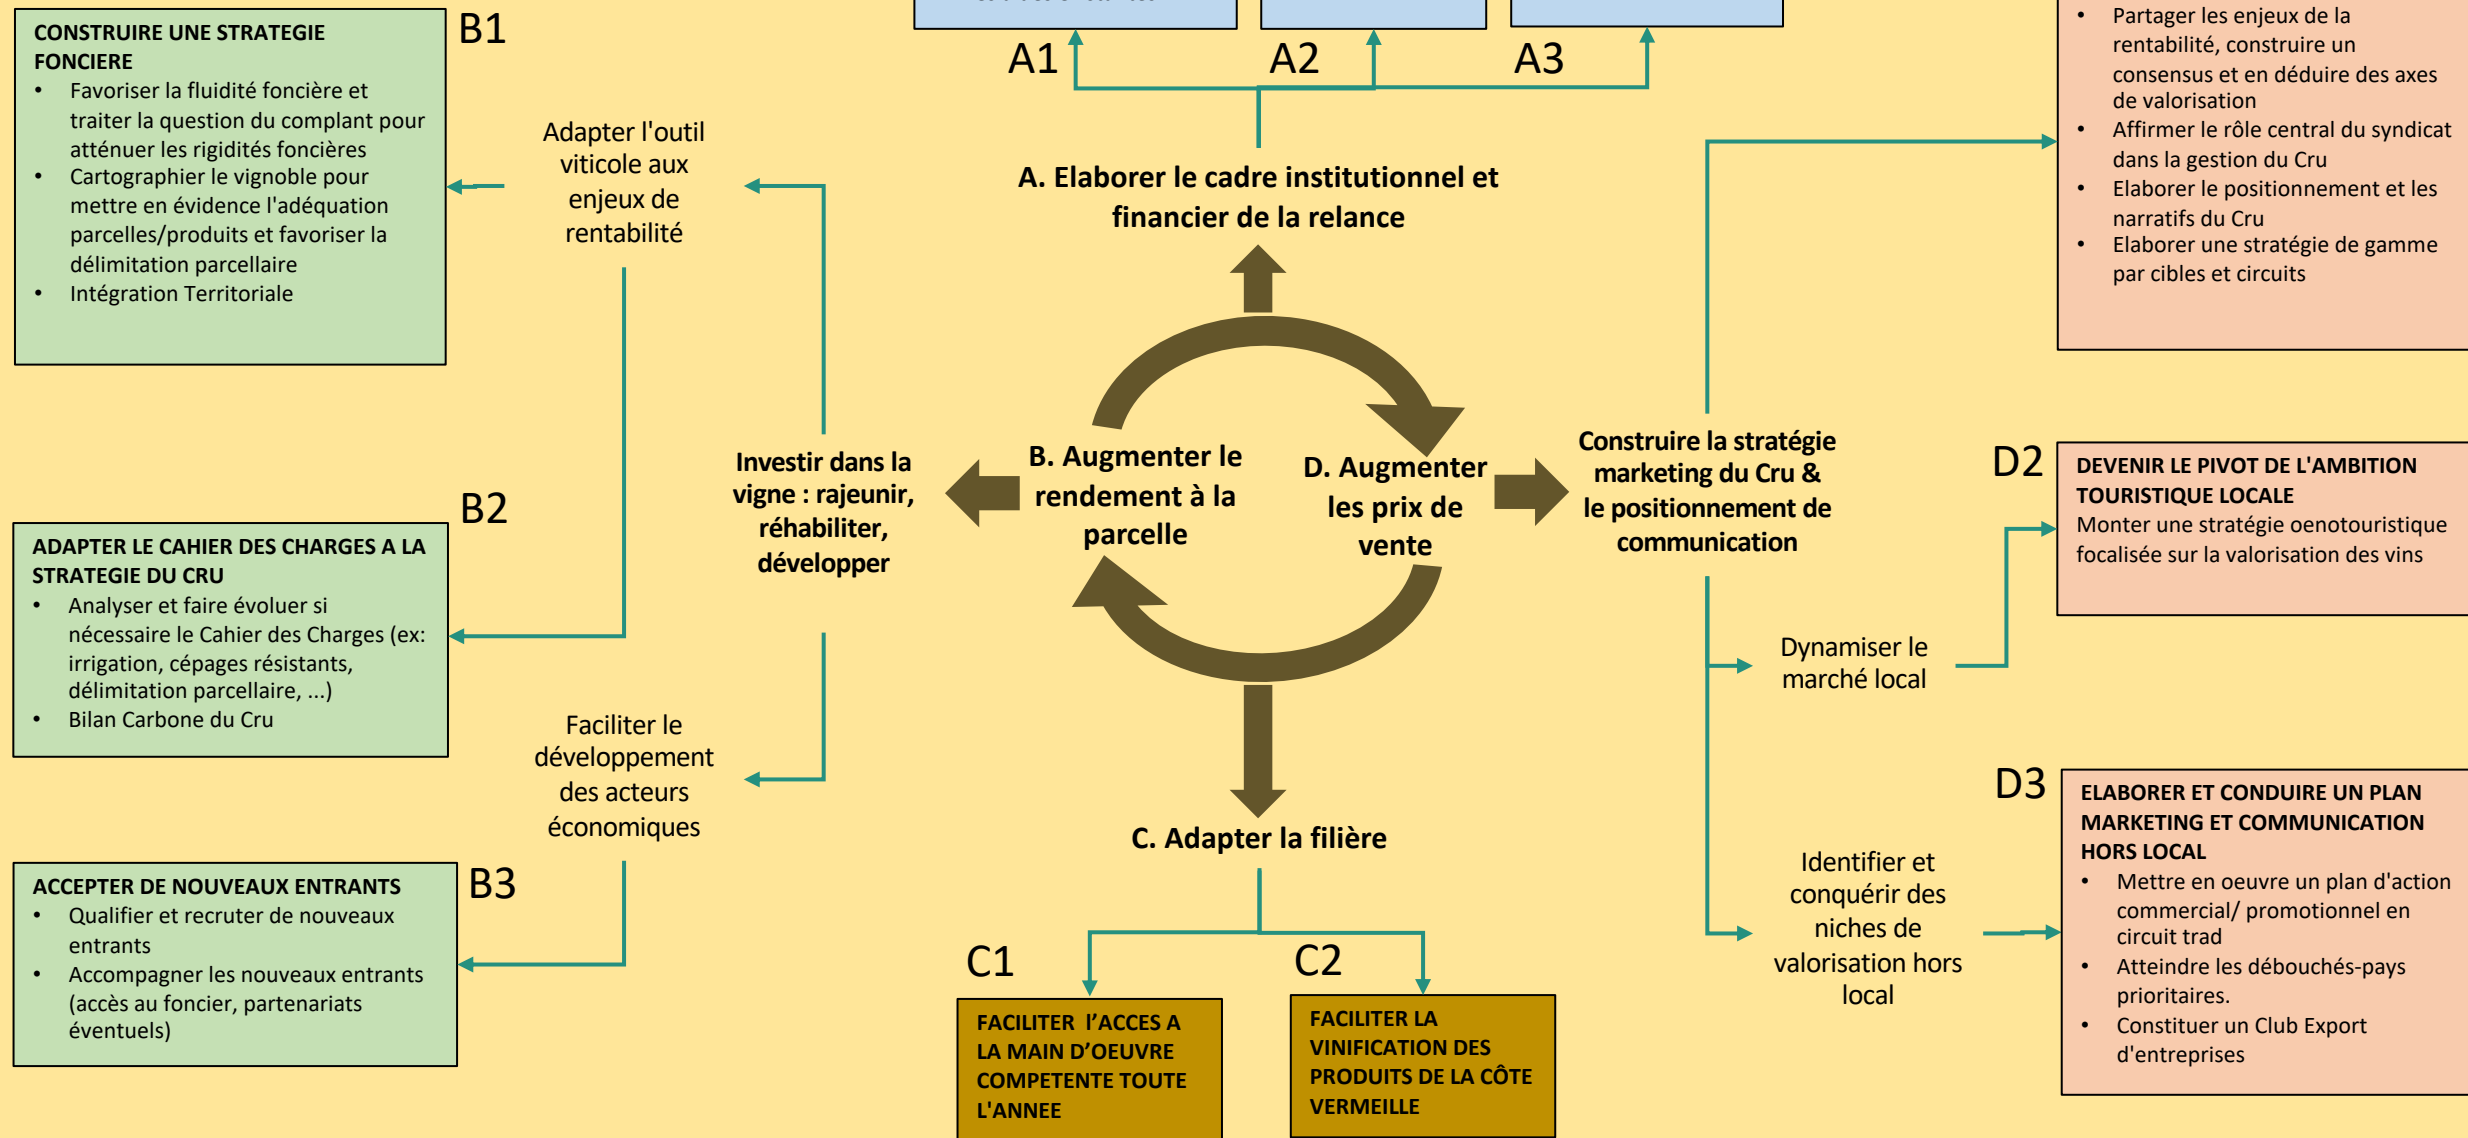 B1
CONSTRUIRE UNE STRATEGIE
FONCIERE
• Favoriser la fluidité foncière et
traiter la question du complant pour
atténuer les rigidités foncières
• Cartographier le vignoble pour
mettre en évidence l'adéquation
parcelles/produits et favoriser la
délimitation parcellaire
• Intégration Territoriale
B2
ADAPTER LE CAHIER DES CHARGES A LA
STRATEGIE DU CRU
• Analyser et faire évoluer si
nécessaire le Cahier des Charges (ex:
irrigation, cépages résistants,
délimitation parcellaire, ...)
• Bilan Carbone du Cru
B3
ACCEPTER DE NOUVEAUX ENTRANTS
• Qualifier et recruter de nouveaux
entrants
• Accompagner les nouveaux entrants
(accès au foncier, partenariats
éventuels)
Adapter l'outil
viticole aux
enjeux de
rentabilité
Faciliter le
développement
des acteurs
économiques
Investir dans la
vigne : rajeunir,
réhabiliter,
développer
A1
A2
A3
A. Elaborer le cadre institutionnel et
financier de la relance
B. Augmenter le
rendement à la
parcelle
D. Augmenter
les prix de
vente
C. Adapter la filière
C1
FACILITER l'ACCES A
LA MAIN D’OEUVRE
COMPETENTE TOUTE
L'ANNEE
C2
FACILITER LA
VINIFICATION DES
PRODUITS DE LA CÔTE
VERMEILLE
Construire la stratégie
marketing du Cru &
le positionnement de
communication
Dynamiser le
marché local
Identifier et
conquérir des
niches de
valorisation hors
local
• Partager les enjeux de la
rentabilité, construire un
consensus et en déduire des axes
de valorisation
• Affirmer le rôle central du syndicat
dans la gestion du Cru
• Elaborer le positionnement et les
narratifs du Cru
• Elaborer une stratégie de gamme
par cibles et circuits
D2
DEVENIR LE PIVOT DE L'AMBITION
TOURISTIQUE LOCALE
Monter une stratégie oenotouristique
focalisée sur la valorisation des vins
D3
ELABORER ET CONDUIRE UN PLAN
MARKETING ET COMMUNICATION
HORS LOCAL
• Mettre en oeuvre un plan d'action
commercial/ promotionnel en
circuit trad
• Atteindre les débouchés-pays
prioritaires.
• Constituer un Club Export
d'entreprises